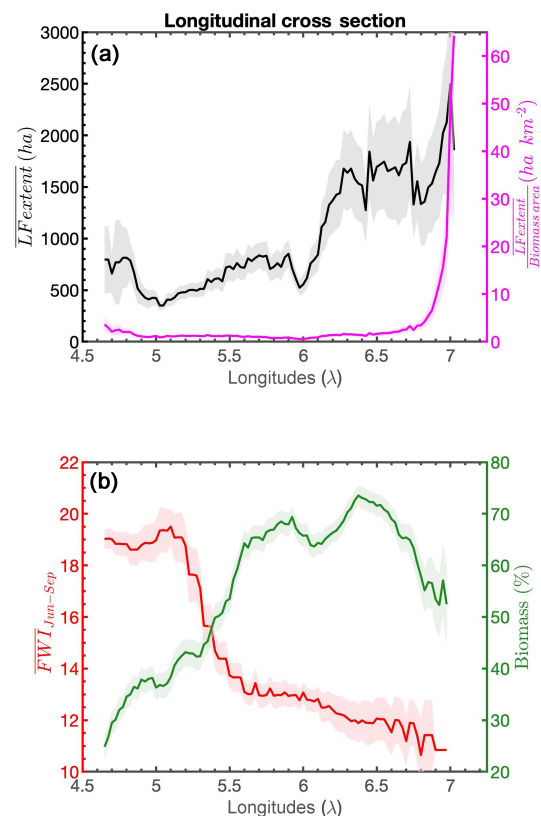 Longitudinal cross section
(a)
LFextent (ha)
3000
2500
2000
1500
1000
500
0
65
60
50
40
30
20
10
0
LFextent / Biomass area (ha km⁻²)
4.5 5 5.5 6 6.5 7
Longitudes (λ)
(b)
FWI Jun−Sep
22
20
18
16
14
12
10
80
70
60
50
40
30
20
Biomass (%)
4.5 5 5.5 6 6.5 7
Longitudes (λ)